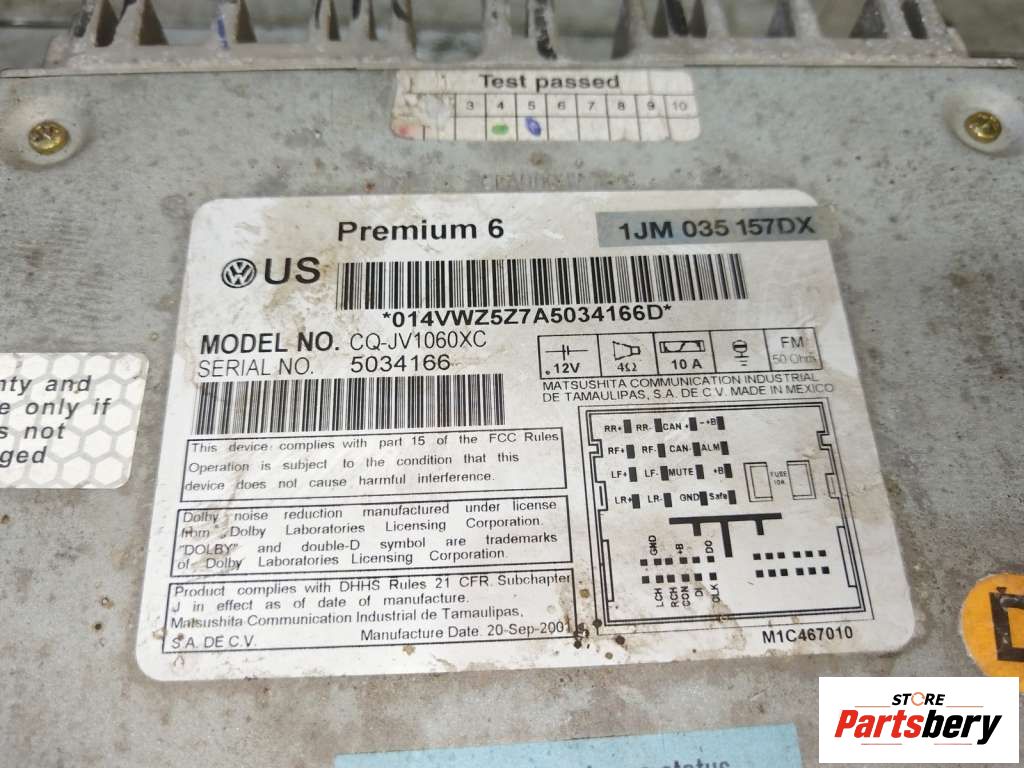 Test passed
3 4 5 6 7 8 9 10
Premium 6
1JM 035 157DX
US
*014VWZ5Z7A5034166D*
MODEL NO. CQ-JV1060XC
SERIAL NO. 5034166
12V
4Ω
10 A
FM
50 Ohm
MATSUSHITA COMMUNICATION INDUSTRIAL
DE TAMAULIPAS, S.A. DE C.V. MADE IN MEXICO
This device complies with part 15 of the FCC Rules
Operation is subject to the condition that this
device does not cause harmful interference.
Dolby noise reduction manufactured under license
from Dolby Laboratories Licensing Corporation.
"DOLBY" and double-D symbol are trademarks
of Dolby Laboratories Licensing Corporation.
Product complies with DHHS Rules 21 CFR. Subchapter
J in effect as of date of manufacture.
Matsushita Communication Industrial de Tamaulipas,
S.A. DE C.V.
Manufacture Date. 20-Sep-2001
RR+ RR- CAN + +B
RF+ RF- CAN- ALM
LF+ LF- MUTE +B
LR+ LR- GND Safe
FUSE
10A
GND +B DO
LCH RCH CON DI CLK
M1C467010
nty and
e only if
s not
ged
status
STORE
Partsbery